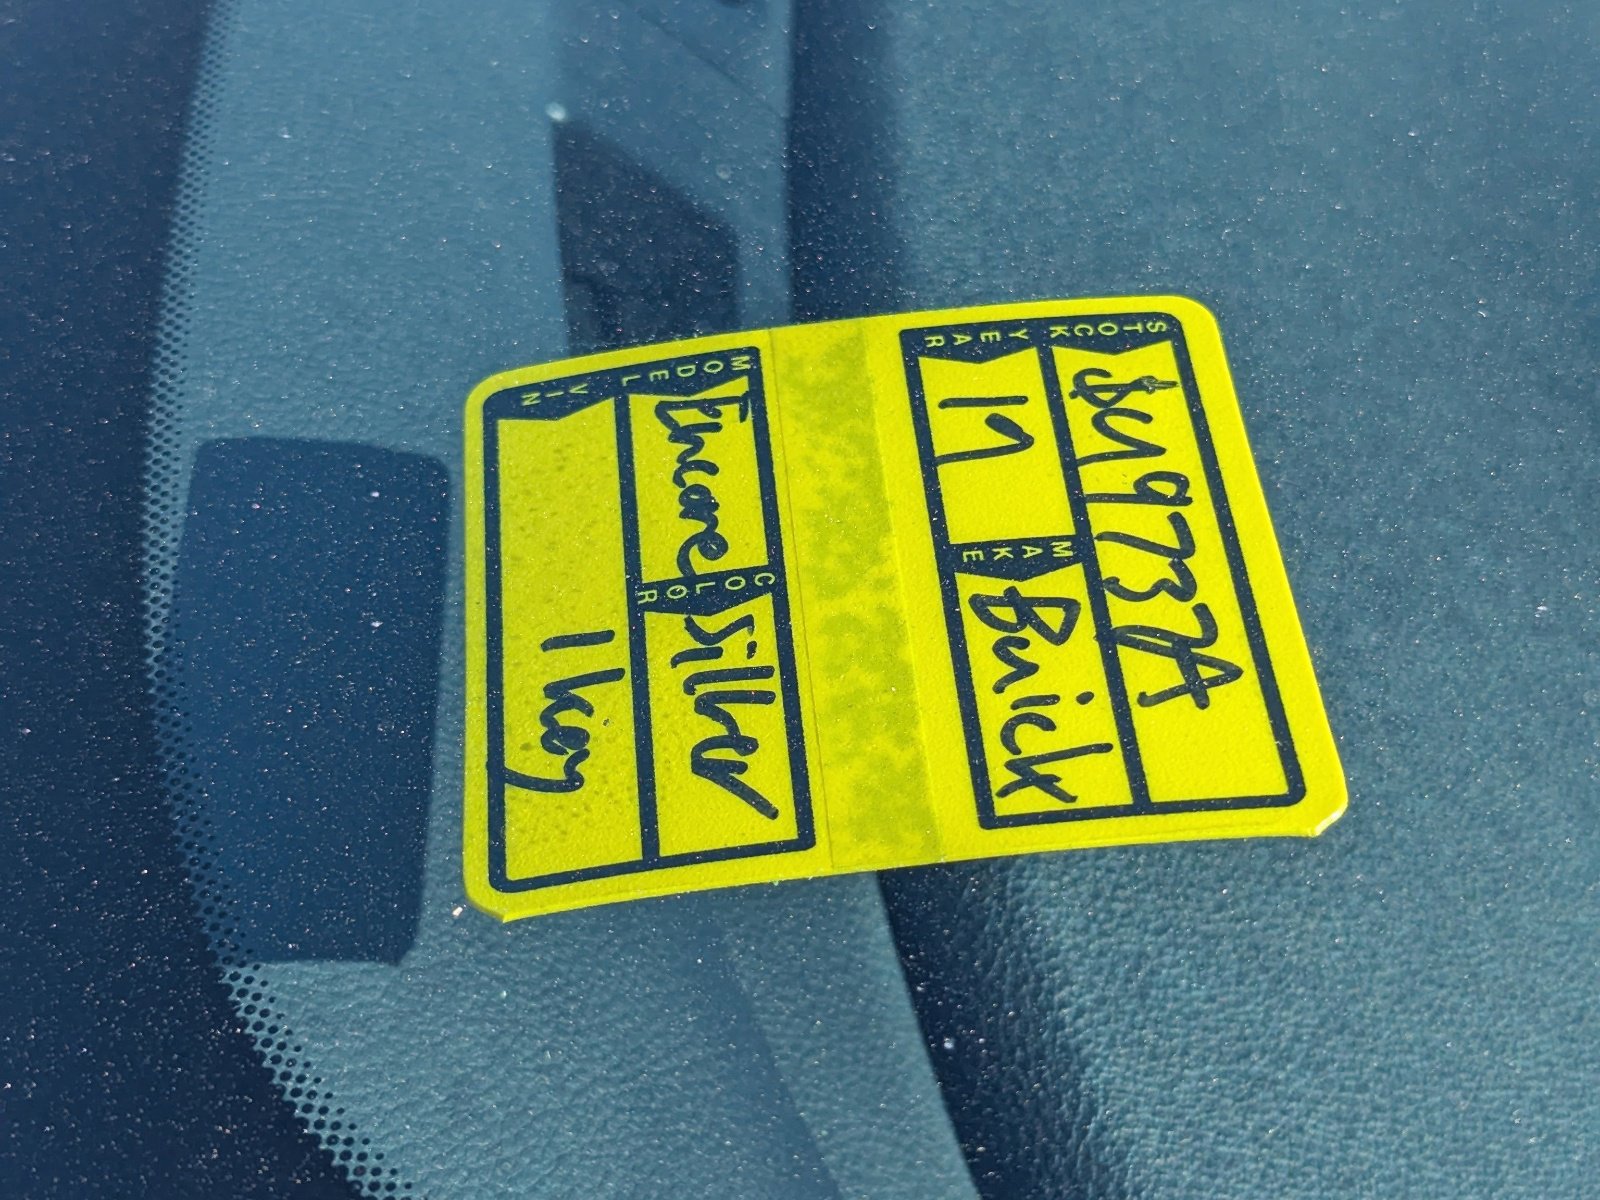 STOCK
YEAR 17 MAKE Buick
MODEL Encore COLOR Silver
VIN 1 key